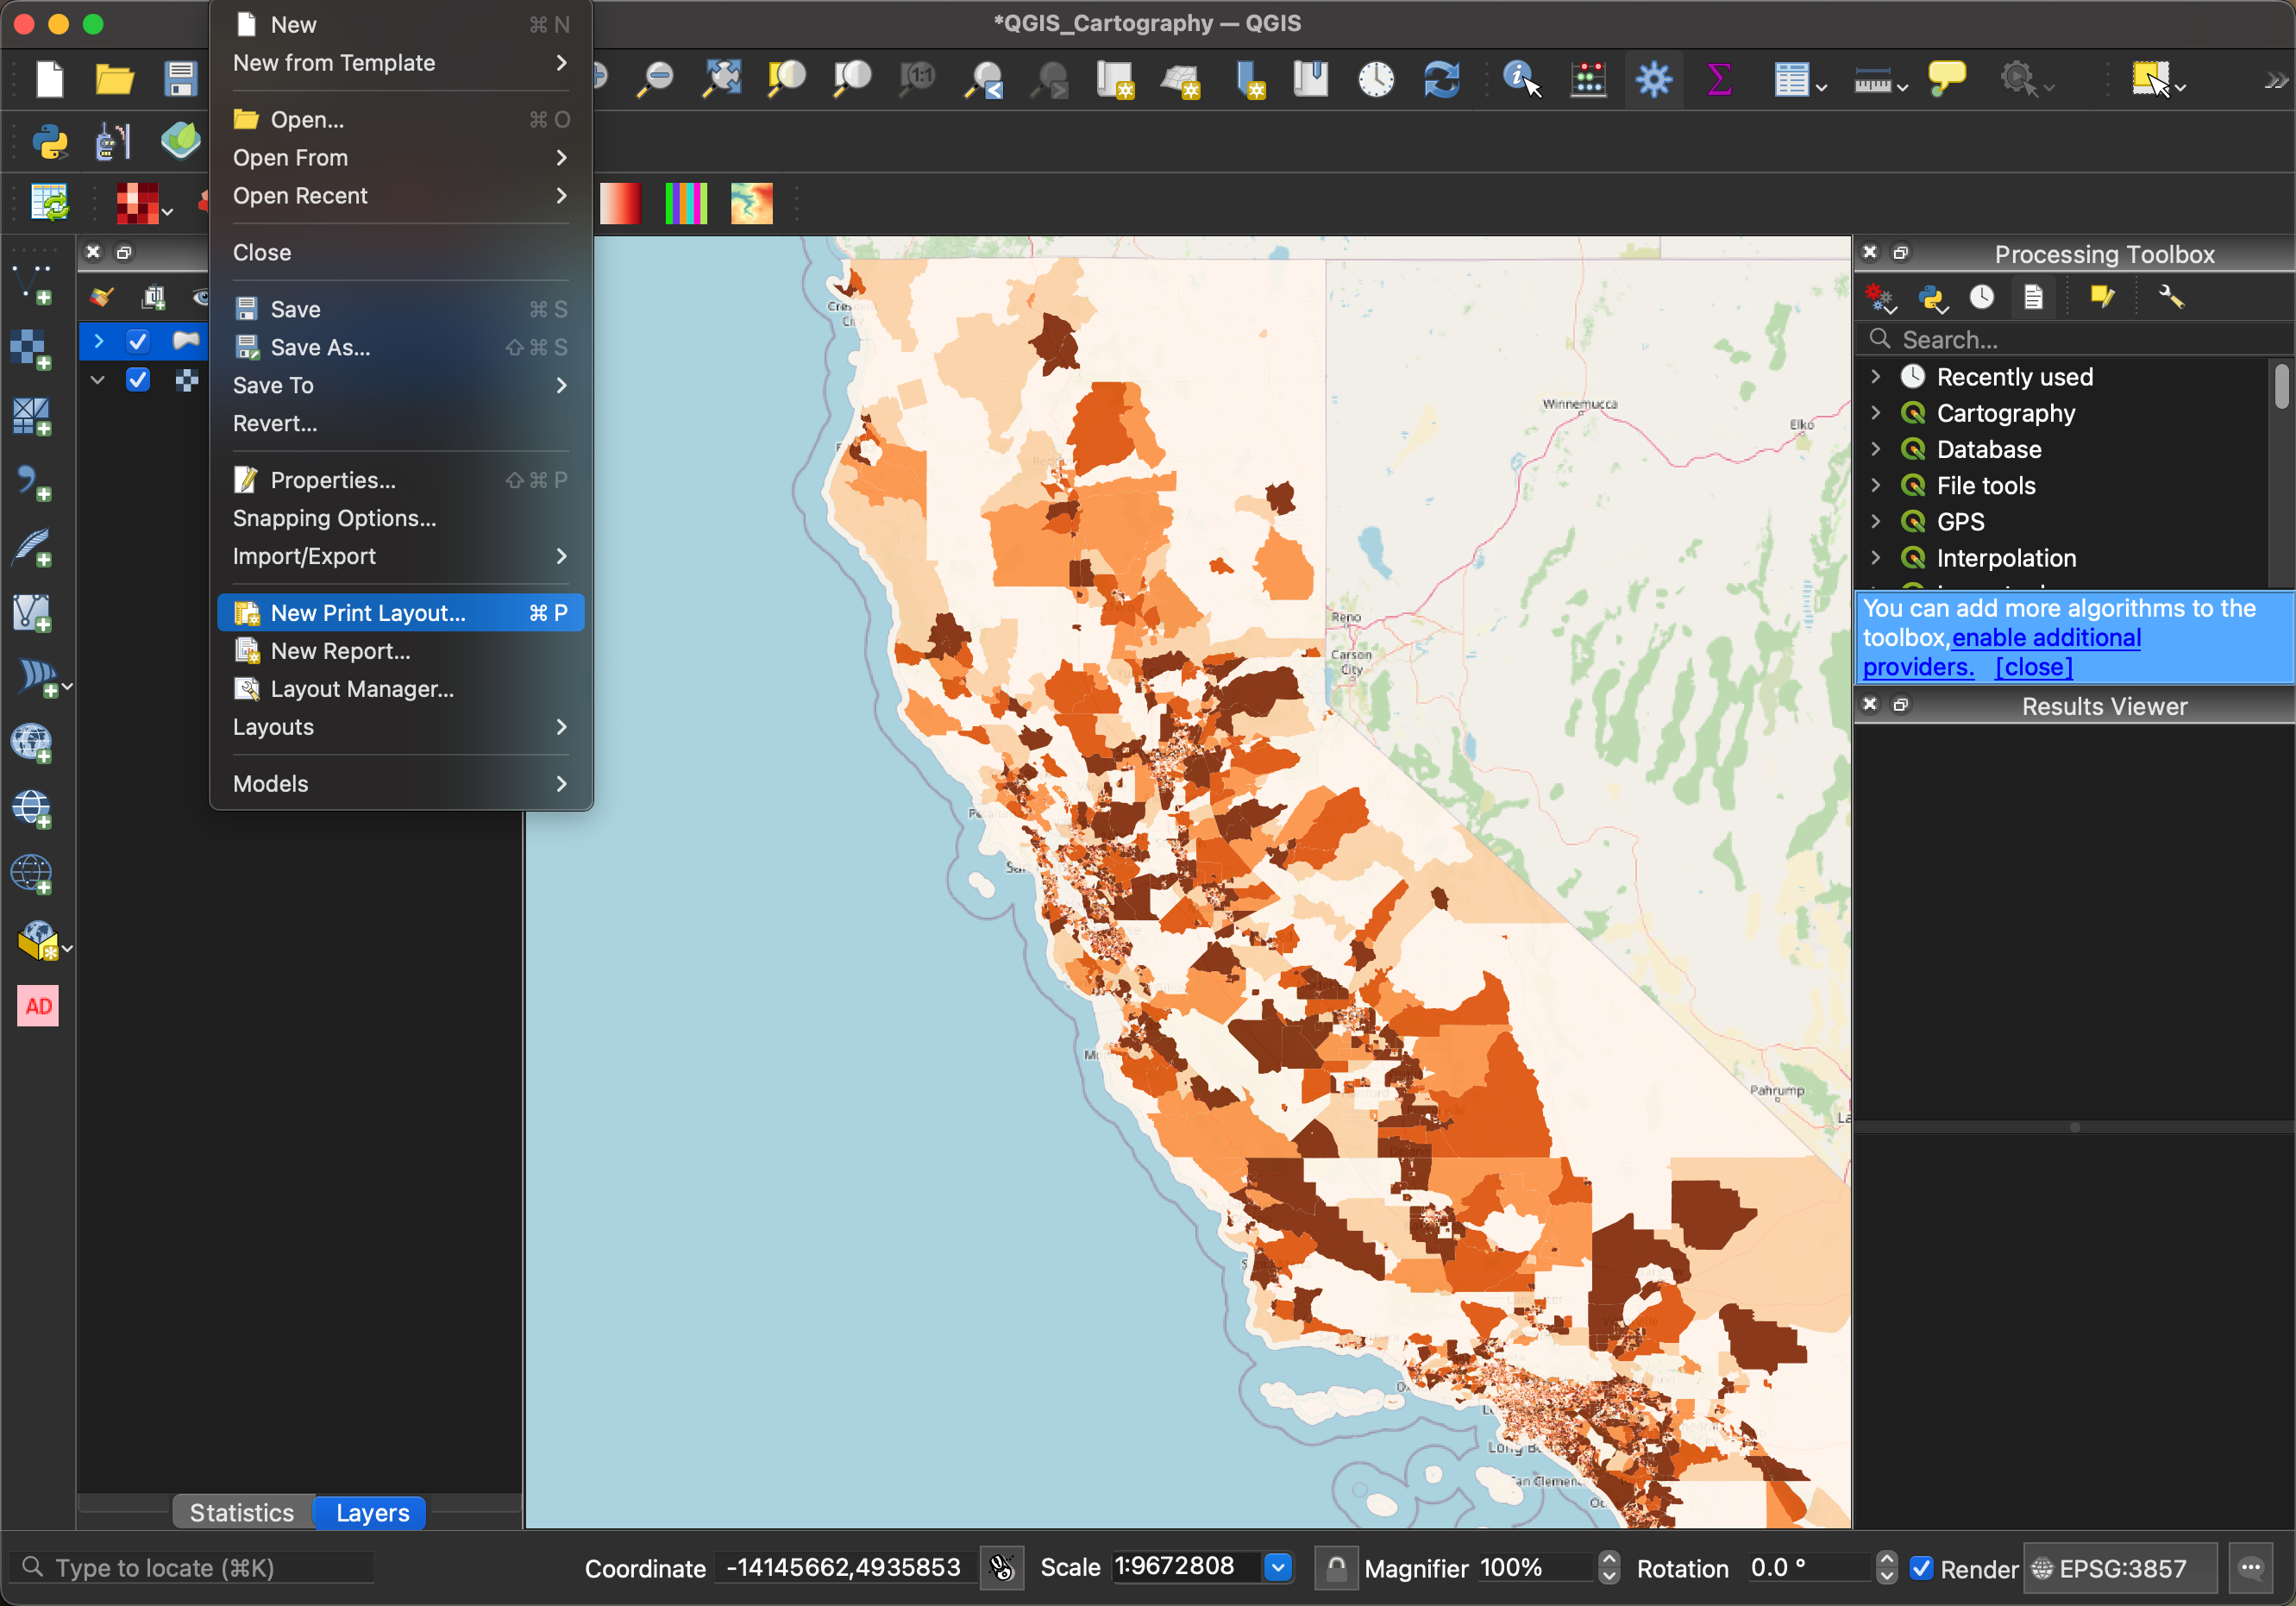 *QGIS_Cartography — QGIS
New ⌘ N
New from Template
Open... ⌘ O
Open From
Open Recent
Close
Save ⌘ S
Save As... ⇧ ⌘ S
Save To
Revert...
Properties... ⇧ ⌘ P
Snapping Options...
Import/Export
New Print Layout... ⌘ P
New Report...
Layout Manager...
Layouts
Models
1:1
AD
Statistics
Layers
Crescent
City
Winnemucca
Elko
Reno
Carson
City
Pahrump
Long
San Clemen
Processing Toolbox
Search...
Recently used
Cartography
Database
File tools
GPS
Interpolation
You can add more algorithms to the
toolbox,enable additional
providers. [close]
Results Viewer
Type to locate (⌘K)
Coordinate -14145662,4935853
Scale 1:9672808
Magnifier 100%
Rotation 0.0 °
Render
EPSG:3857